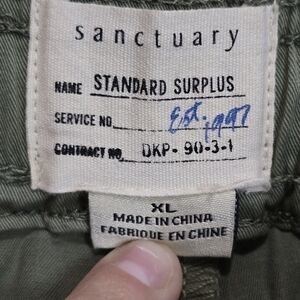 sanctuary
NAME STANDARD SURPLUS
SERVICE NO. Est. 1997
CONTRACT NO. DKP- 90-3-1
XL
MADE IN CHINA
FABRIQUE EN CHINE